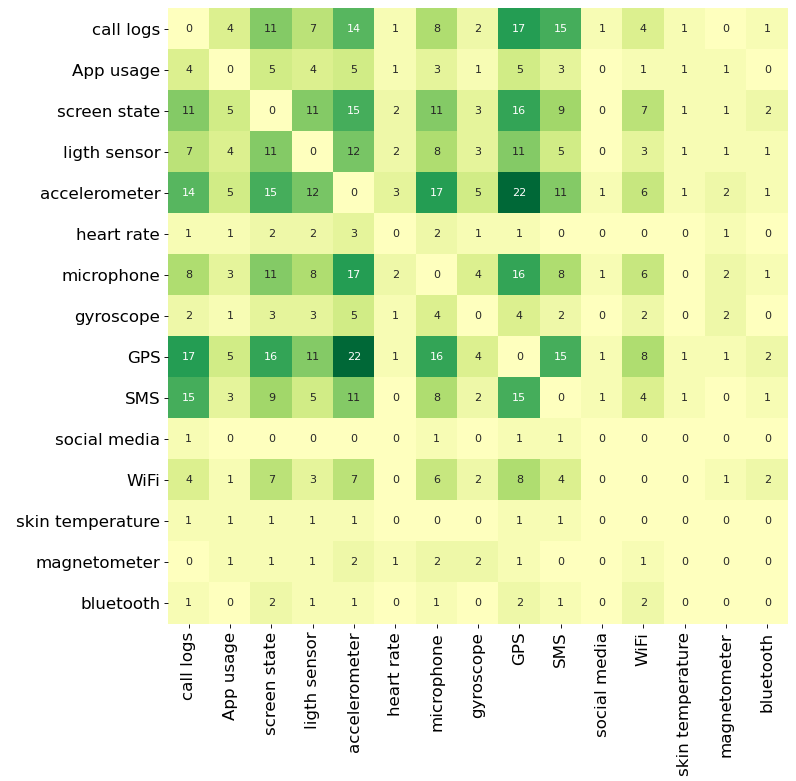 call logs 0 4 11 7 14 1 8 2 17 15 1 4 1 0 1
App usage 4 0 5 4 5 1 3 1 5 3 0 1 1 1 0
screen state 11 5 0 11 15 2 11 3 16 9 0 7 1 1 2
ligth sensor 7 4 11 0 12 2 8 3 11 5 0 3 1 1 1
accelerometer 14 5 15 12 0 3 17 5 22 11 1 6 1 2 1
heart rate 1 1 2 2 3 0 2 1 1 0 0 0 0 1 0
microphone 8 3 11 8 17 2 0 4 16 8 1 6 0 2 1
gyroscope 2 1 3 3 5 1 4 0 4 2 0 2 0 2 0
GPS 17 5 16 11 22 1 16 4 0 15 1 8 1 1 2
SMS 15 3 9 5 11 0 8 2 15 0 1 4 1 0 1
social media 1 0 0 0 0 0 1 0 1 1 0 0 0 0 0
WiFi 4 1 7 3 7 0 6 2 8 4 0 0 0 1 2
skin temperature 1 1 1 1 1 0 0 0 1 1 0 0 0 0 0
magnetometer 0 1 1 1 2 1 2 2 1 0 0 1 0 0 0
bluetooth 1 0 2 1 1 0 1 0 2 1 0 2 0 0 0
call logs
App usage
screen state
ligth sensor
accelerometer
heart rate
microphone
gyroscope
GPS
SMS
social media
WiFi
skin temperature
magnetometer
bluetooth